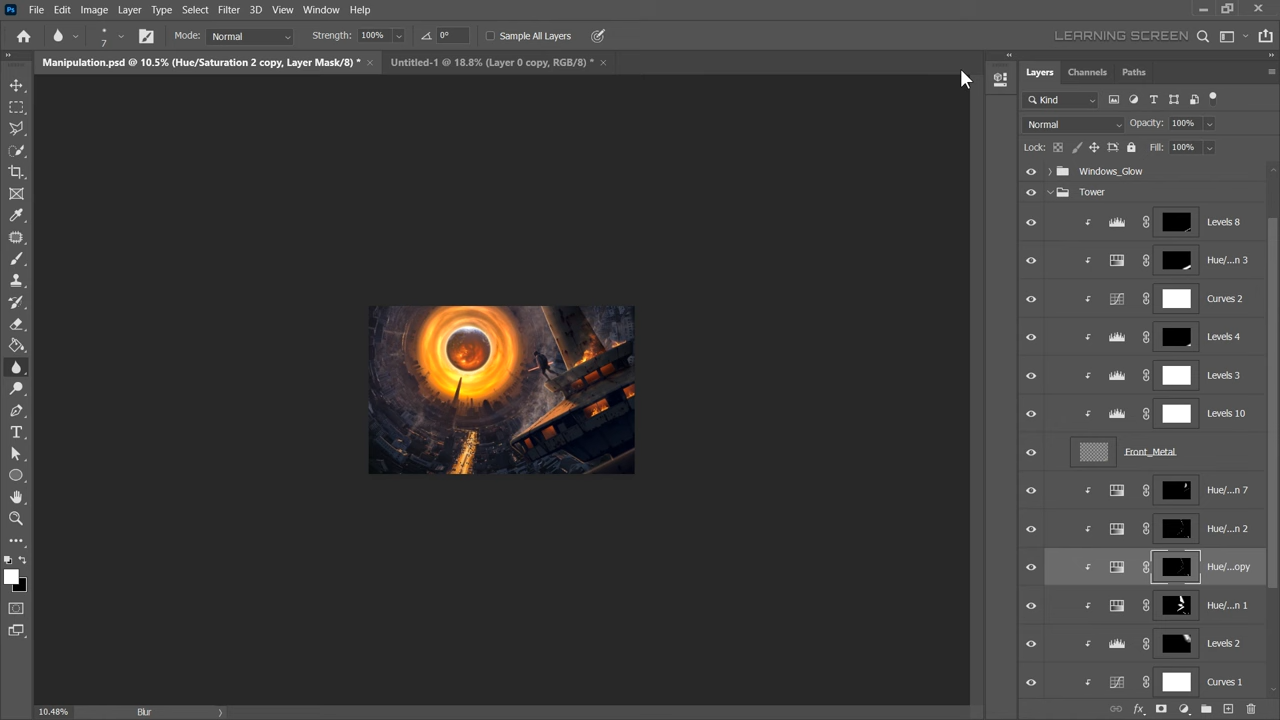 Ps File Edit Image Layer Type Select Filter 3D View Window Help
7 Mode: Normal Strength: 100% 0° Sample All Layers LEARNING SCREEN
Manipulation.psd @ 10.5% (Hue/Saturation 2 copy, Layer Mask/8) * × Untitled-1 @ 18.8% (Layer 0 copy, RGB/8) * ×
Layers Channels Paths
Kind
Normal Opacity: 100%
Lock: Fill: 100%
Windows_Glow
Tower
Levels 8
Hue/...n 3
Curves 2
Levels 4
Levels 3
Levels 10
Front_Metal
Hue/...n 7
Hue/...n 2
Hue/...opy
Hue/...n 1
Levels 2
Curves 1
10.48% Blur
fx